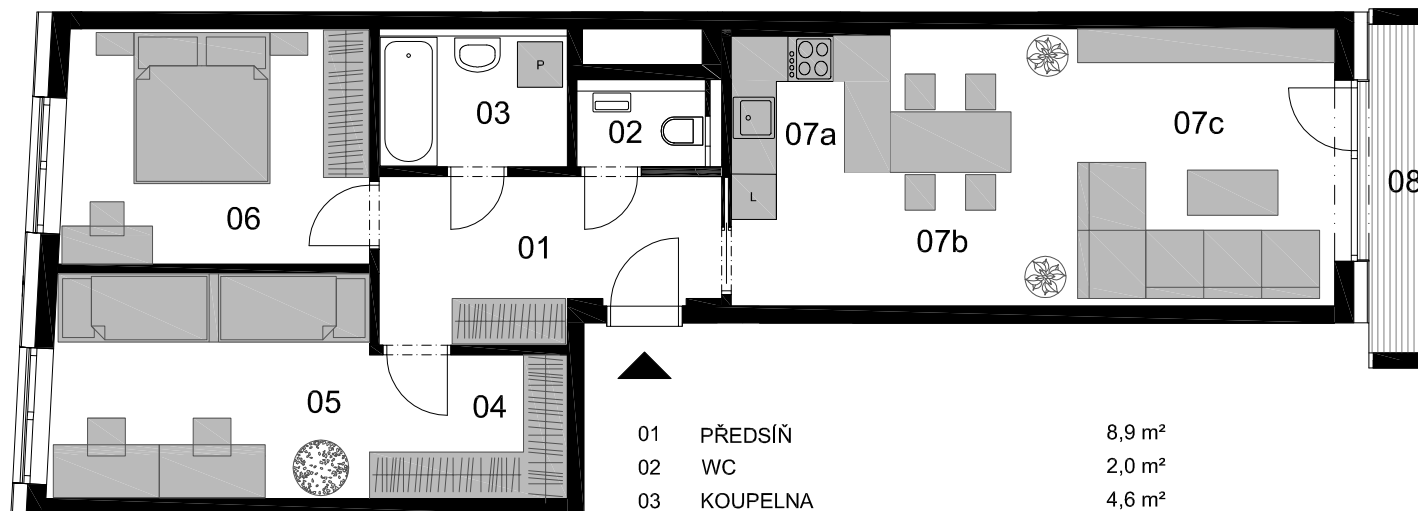 P
03
02
07a
07c
08
L
06
01
07b
05
04
01 PŘEDSÍŇ 8,9 m²
02 WC 2,0 m²
03 KOUPELNA 4,6 m²